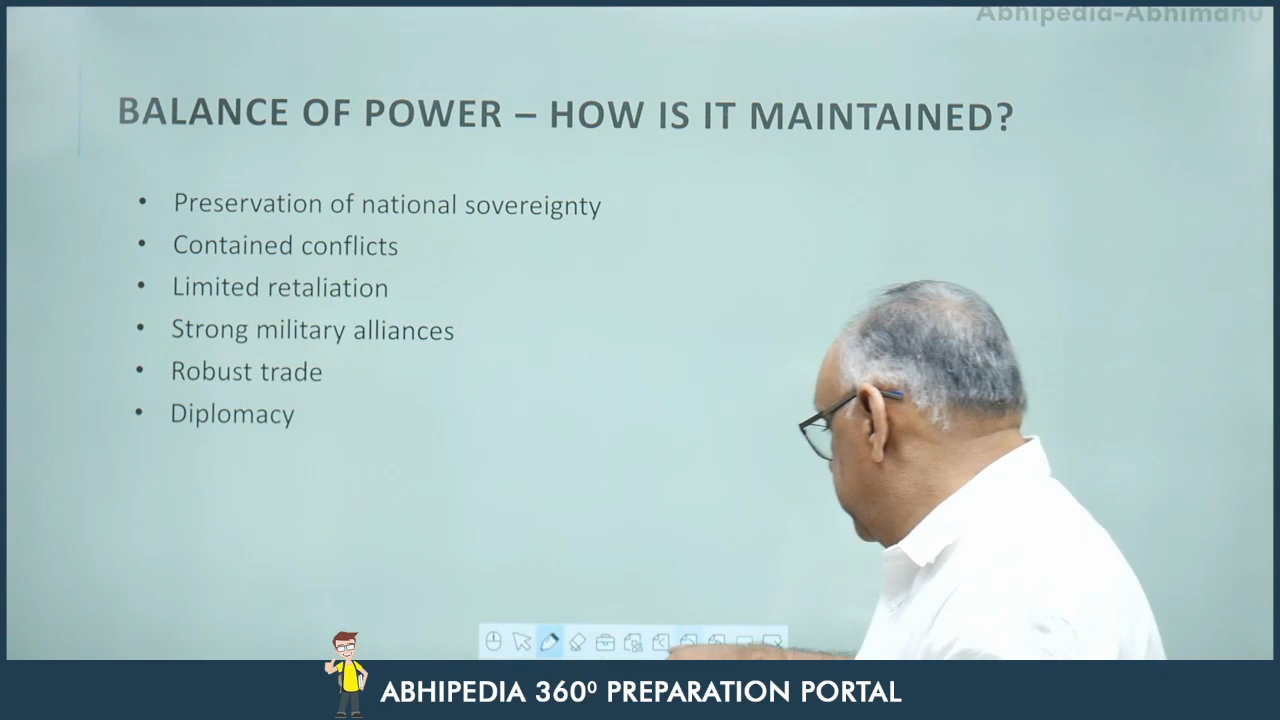 Abhipedia-Abhimanu
BALANCE OF POWER – HOW IS IT MAINTAINED?
• Preservation of national sovereignty
• Contained conflicts
• Limited retaliation
• Strong military alliances
• Robust trade
• Diplomacy
ABHIPEDIA 360⁰ PREPARATION PORTAL